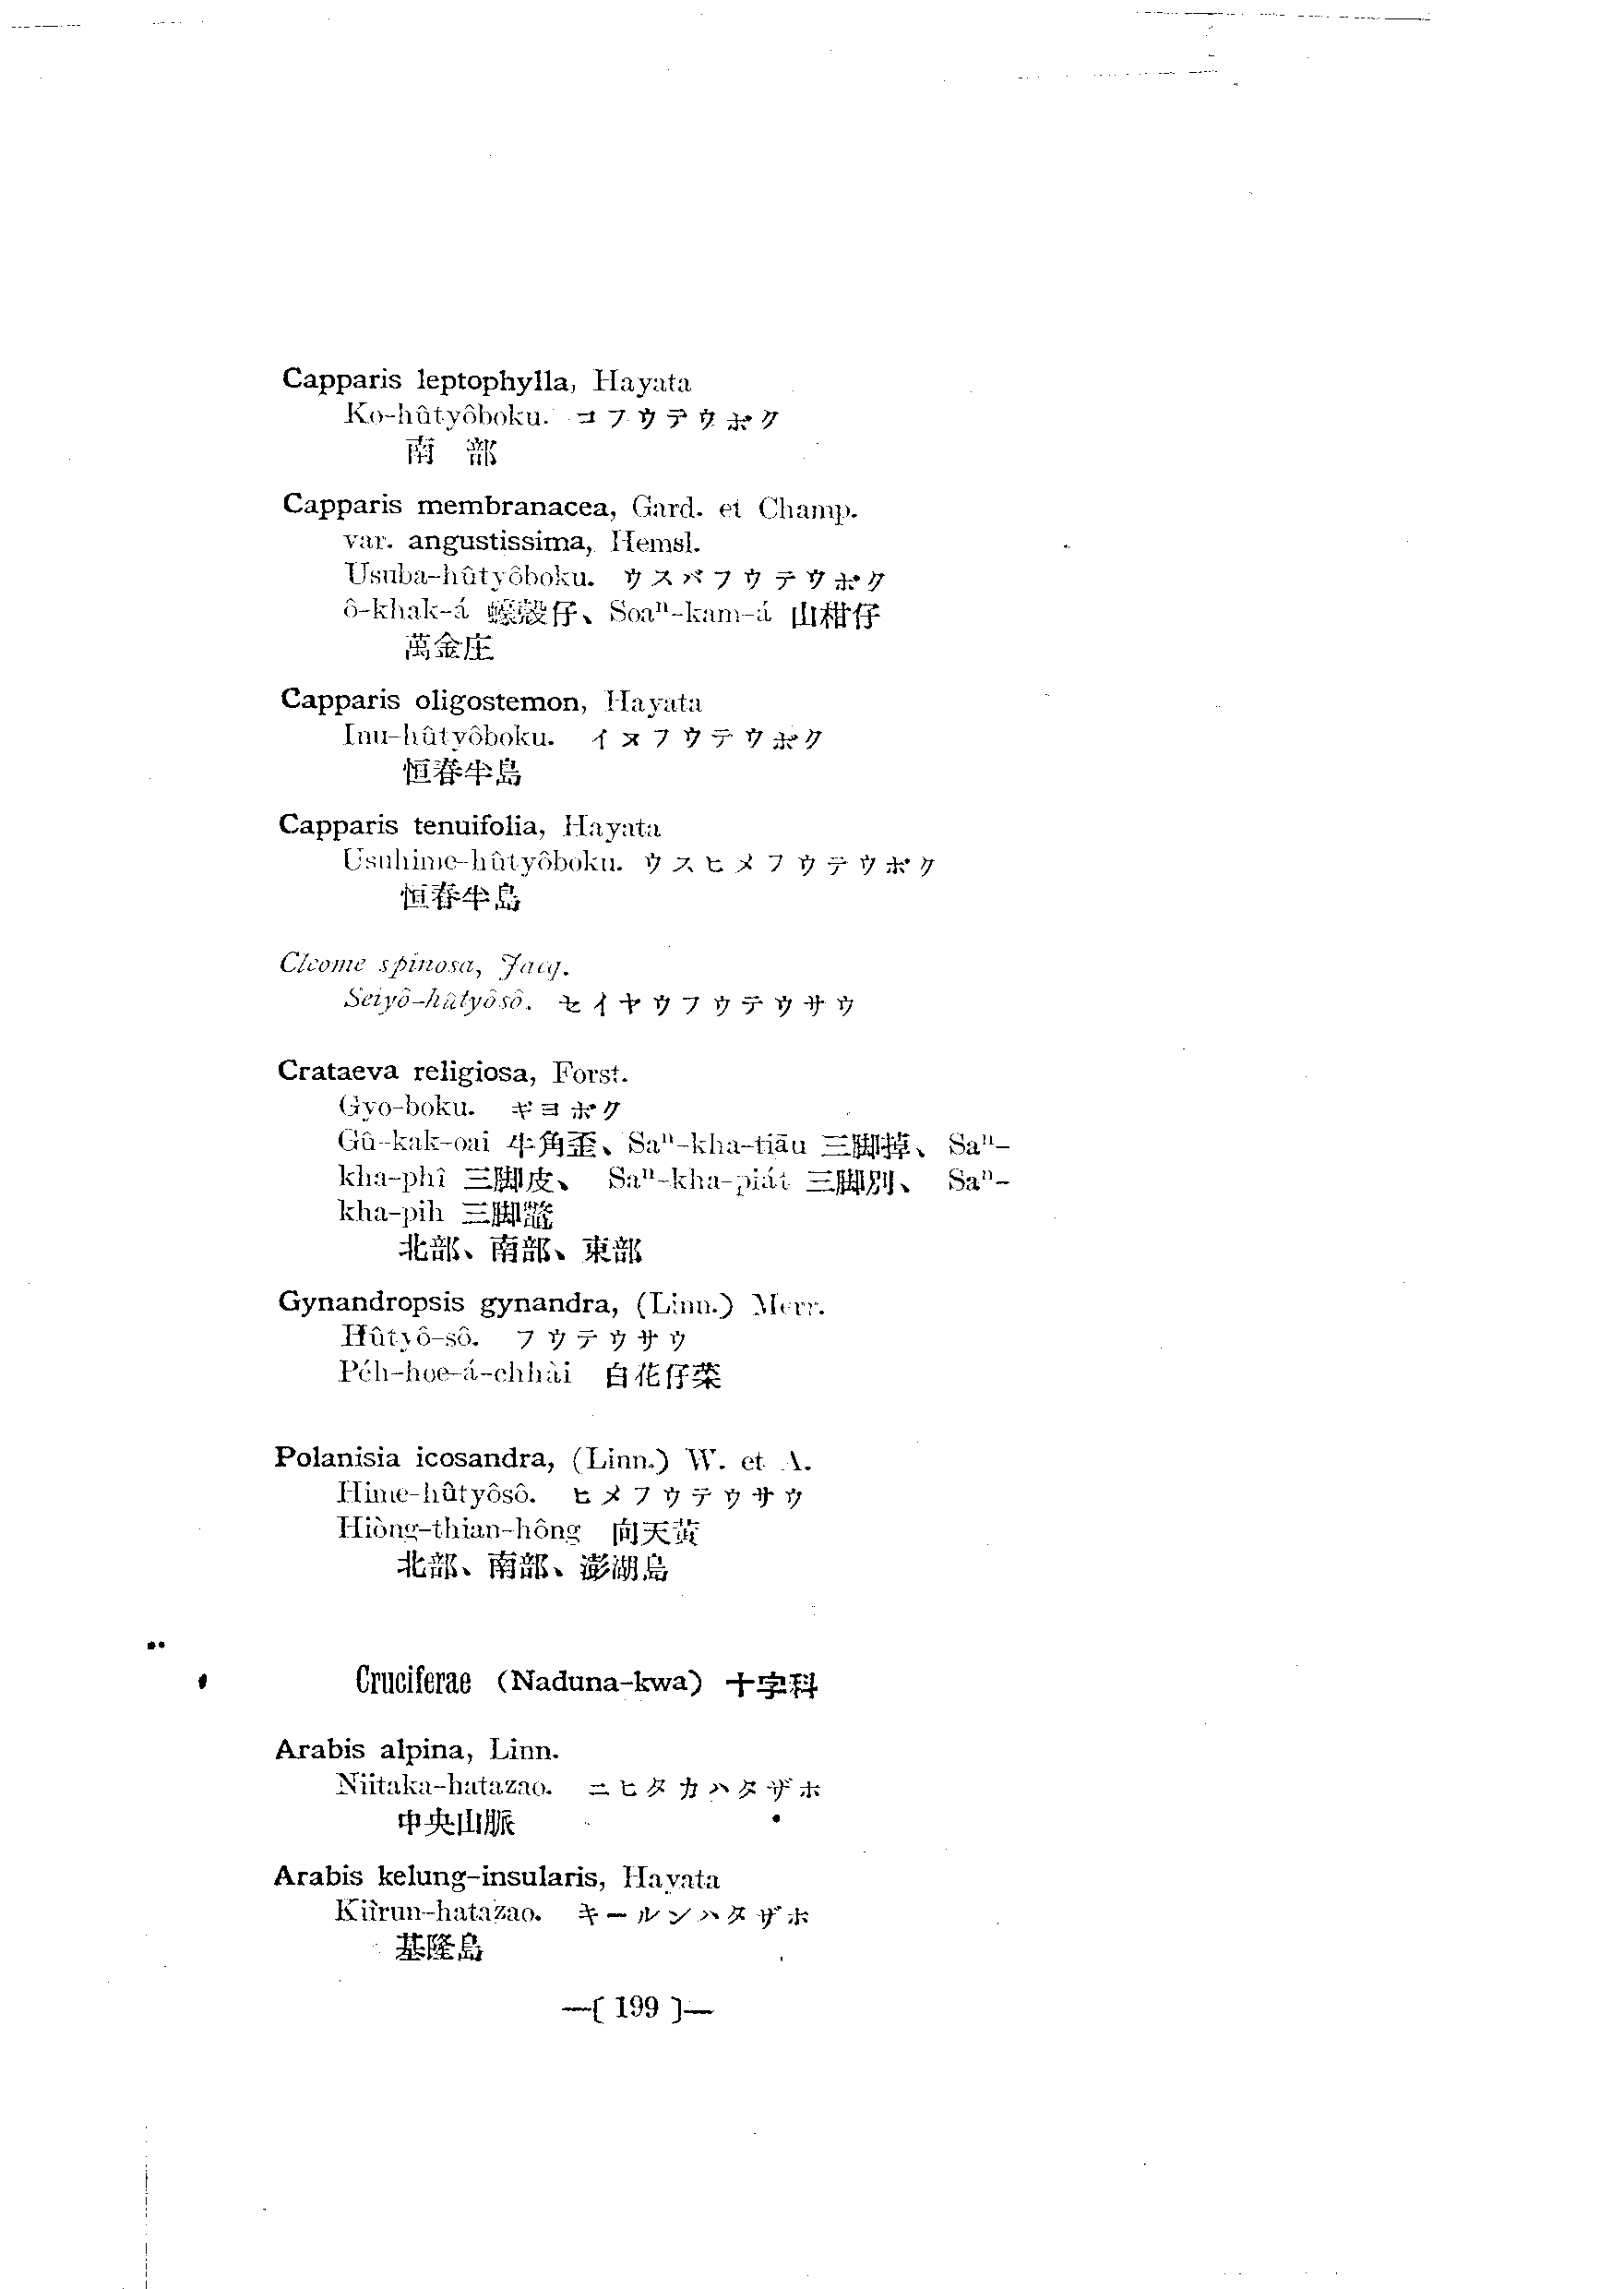 Capparis leptophylla, Hayata
Ko-hûtyôboku. コフウテウボク
南 部
Capparis membranacea, Gard. et Champ.
var. angustissima, Hemsl.
Usuba-hûtyôboku. ウスバフウテウボク
ô-khak-á 蠔殼仔、Soaⁿ-kam-á 山柑仔
萬金庄
Capparis oligostemon, Hayata
Inu-hûtyôboku. イヌフウテウボク
恒春半島
Capparis tenuifolia, Hayata
Usuhime-hûtyôboku. ウスヒメフウテウボク
恒春半島
Cleome spinosa, Jacq.
Seiyô-hûtyôsô. セイヤウフウテウサウ
Crataeva religiosa, Forst.
Gyo-boku. ギヨボク
Gû-kak-oai 牛角歪、Saⁿ-kha-tiāu 三脚掉、Saⁿ-
kha-phî 三脚皮、 Saⁿ-kha-piát 三脚別、 Saⁿ-
kha-pih 三脚鼈
北部、南部、東部
Gynandropsis gynandra, (Linn.) Merr.
Hûtyô-sô. フウテウサウ
Péh-hoe-á-chhài 白花仔菜
Polanisia icosandra, (Linn.) W. et A.
Hime-hûtyôsô. ヒメフウテウサウ
Hiòng-thian-hông 向天黃
北部、南部、澎湖島
Cruciferae (Naduna-kwa) 十字科
Arabis alpina, Linn.
Niitaka-hatazao. ニヒタカハタザホ
中央山脈
Arabis kelung-insularis, Hayata
Kiirun-hatazao. キールンハタザホ
基隆島
—[ 199 ]—